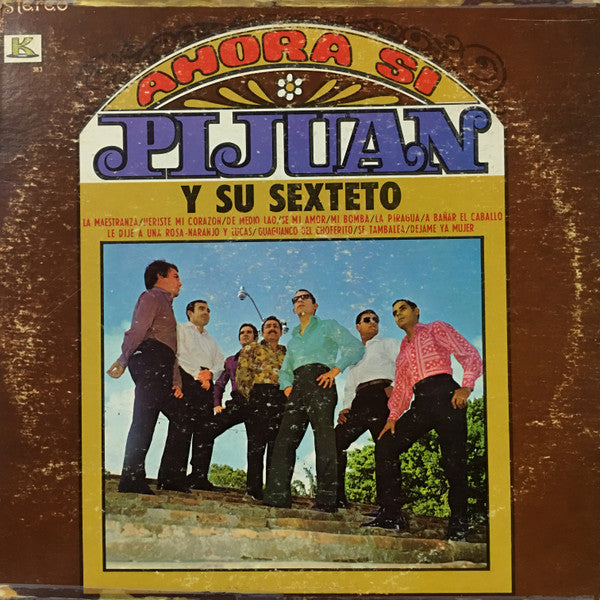 Stereo
K
AHORA SI
PIJUAN
Y SU SEXTETO
LA MAESTRANZA/HERISTE MI CORAZON/DE MEDIO LAO/SE MI AMOR/MI BOMBA/LA PIRAGUA/A BAÑAR EL CABALLO
LE DIJE A UNA ROSA-NARANJO Y LUCAS/GUAGUANCO DEL CHOFERITO/SE TAMBALEA/DEJAME YA MUJER